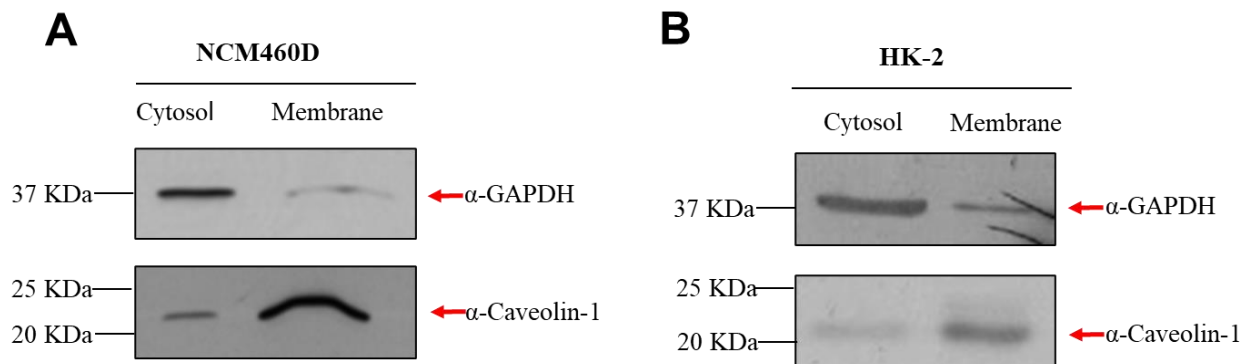 A
NCM460D
Cytosol Membrane
37 KDa
α-GAPDH
25 KDa
20 KDa
α-Caveolin-1
B
HK-2
Cytosol Membrane
37 KDa
α-GAPDH
25 KDa
20 KDa
α-Caveolin-1